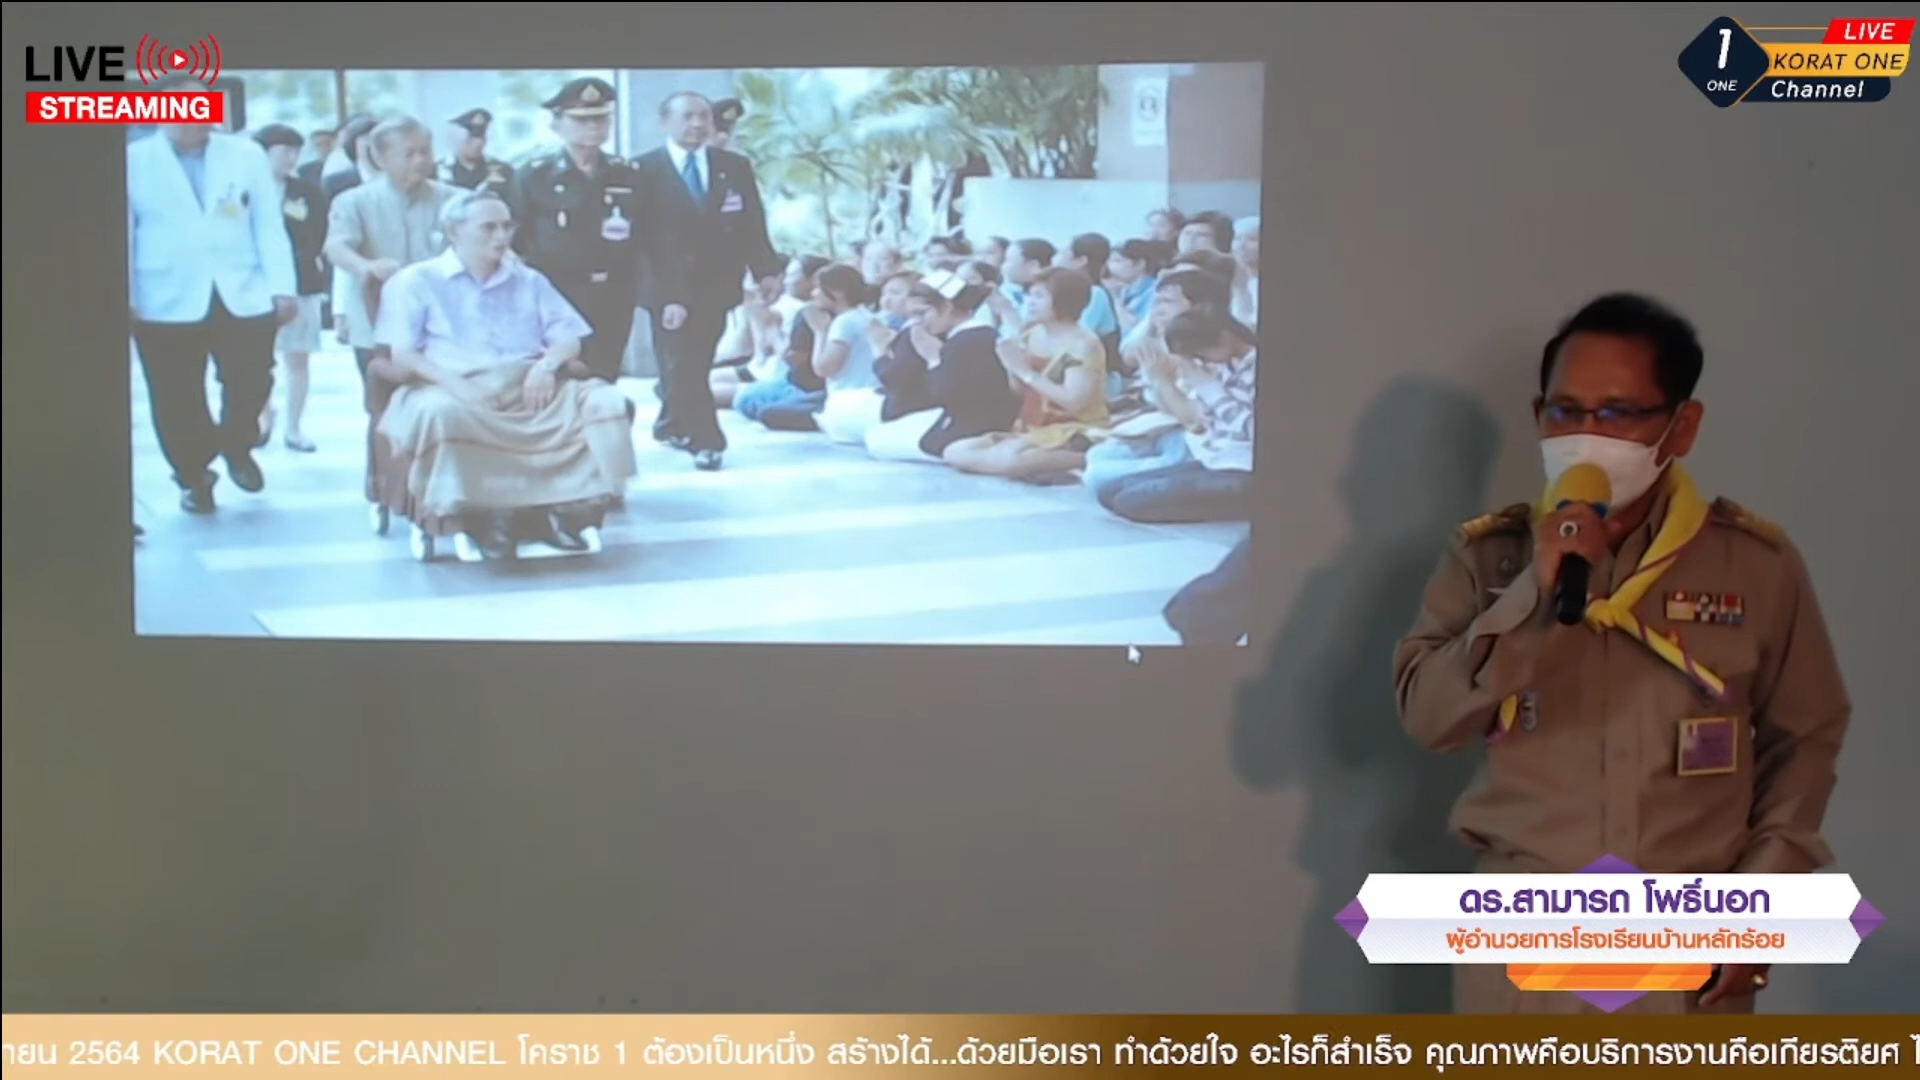 LIVE
STREAMING
LIVE
1
ONE
KORAT ONE
Channel
ดร.สามารถ โพธิ์นอก
ผู้อำนวยการโรงเรียนบ้านหลักร้อย
ายน 2564 KORAT ONE CHANNEL โคราช 1 ต้องเป็นหนึ่ง สร้างได้...ด้วยมือเรา ทำด้วยใจ อะไรก็สำเร็จ คุณภาพคือบริการงานคือเกียรติยศ ไ